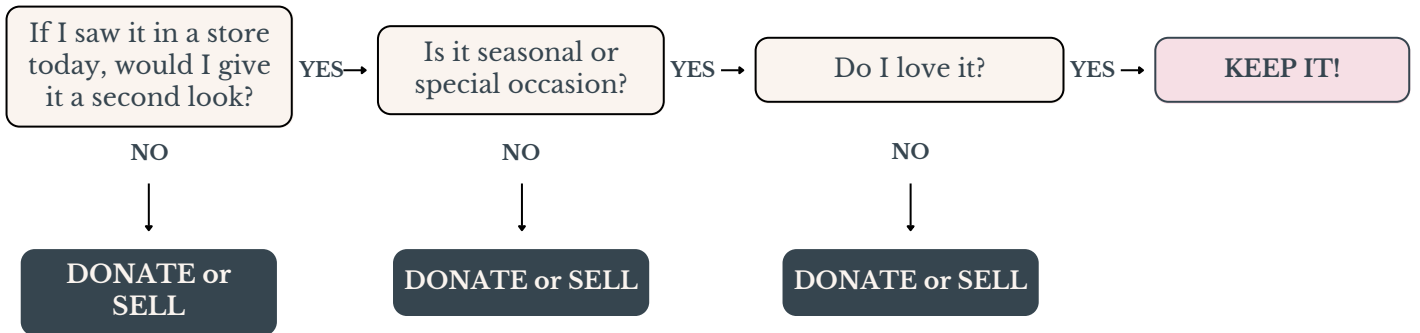 If I saw it in a store
today, would I give
it a second look?
YES
Is it seasonal or
special occasion?
YES
Do I love it?
YES
KEEP IT!
NO
NO
NO
DONATE or
SELL
DONATE or SELL
DONATE or SELL